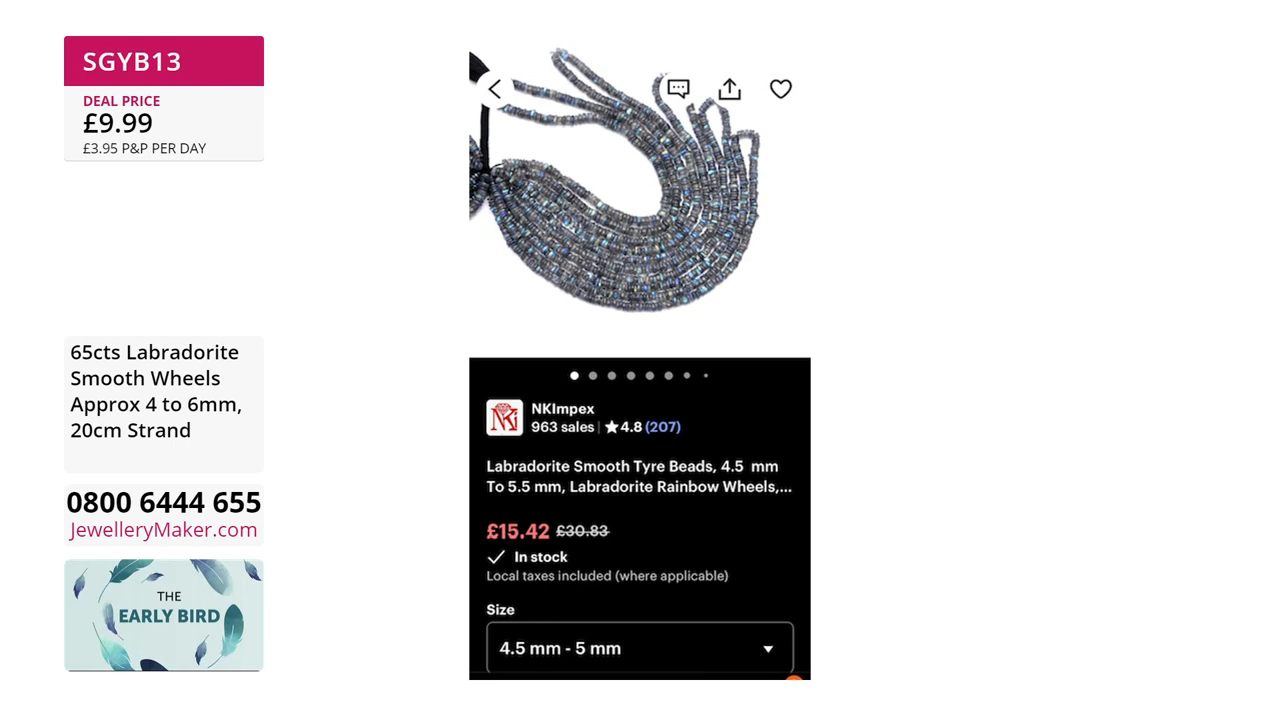 SGYB13
DEAL PRICE
£9.99
£3.95 P&P PER DAY
65cts Labradorite
Smooth Wheels
Approx 4 to 6mm,
20cm Strand
0800 6444 655
JewelleryMaker.com
THE
EARLY BIRD
NKImpex
963 sales | ★4.8 (207)
Labradorite Smooth Tyre Beads, 4.5 mm
To 5.5 mm, Labradorite Rainbow Wheels,...
£15.42 £30.83
In stock
Local taxes included (where applicable)
Size
4.5 mm - 5 mm